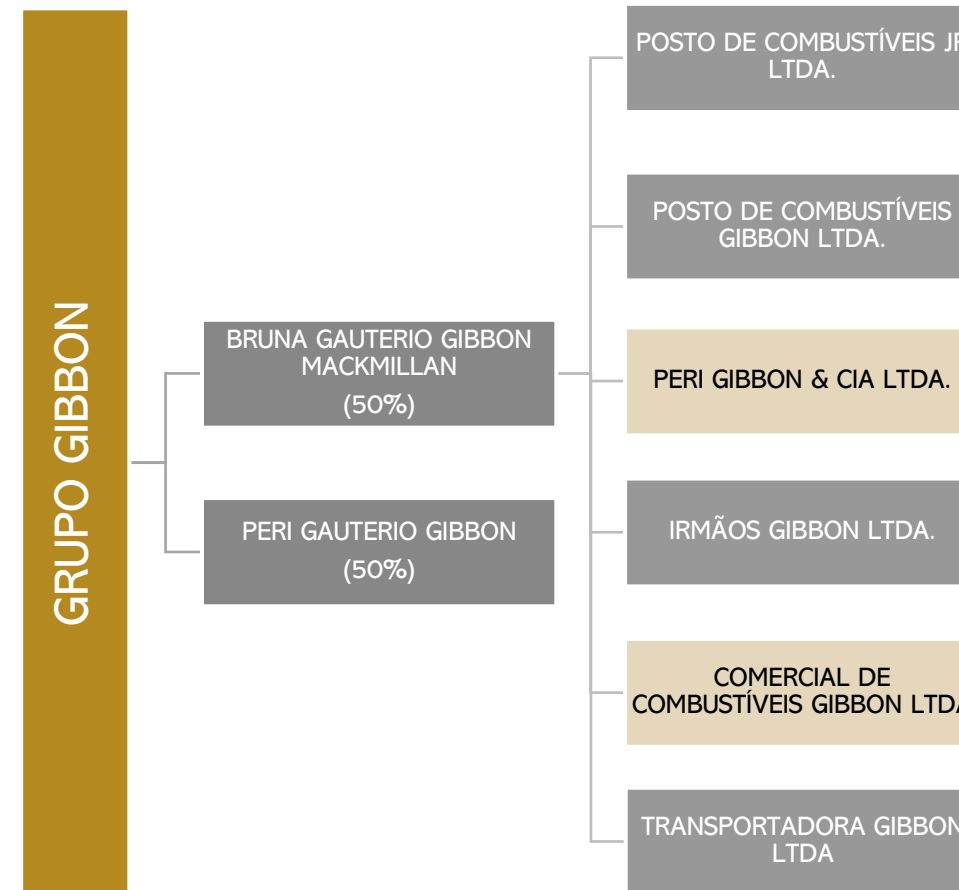 GRUPO GIBBON
BRUNA GAUTERIO GIBBON
MACKMILLAN
(50%)
PERI GAUTERIO GIBBON
(50%)
POSTO DE COMBUSTÍVEIS
LTDA.
POSTO DE COMBUSTÍVEIS
GIBBON LTDA.
PERI GIBBON & CIA LTDA.
IRMÃOS GIBBON LTDA.
COMERCIAL DE
COMBUSTÍVEIS GIBBON LTDA
TRANSPORTADORA GIBBON
LTDA